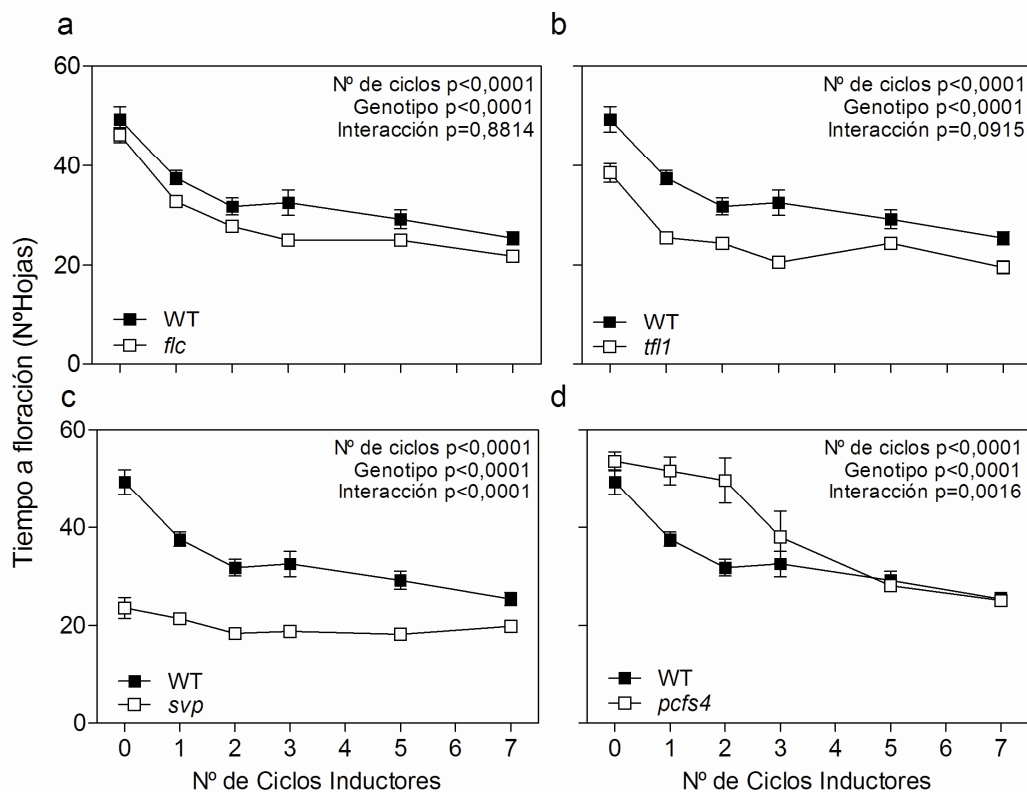 a
60
40
20
0
Nº de ciclos p<0,0001
Genotipo p<0,0001
Interacción p=0,8814
WT
flc
b
Nº de ciclos p<0,0001
Genotipo p<0,0001
Interacción p=0,0915
WT
tfl1
Tiempo a floración (NºHojas)
c
60
40
20
0
Nº de ciclos p<0,0001
Genotipo p<0,0001
Interacción p<0,0001
WT
svp
0 1 2 3 4 5 6 7
Nº de Ciclos Inductores
d
Nº de ciclos p<0,0001
Genotipo p<0,0001
Interacción p=0,0016
WT
pcfs4
0 1 2 3 4 5 6 7
Nº de Ciclos Inductores